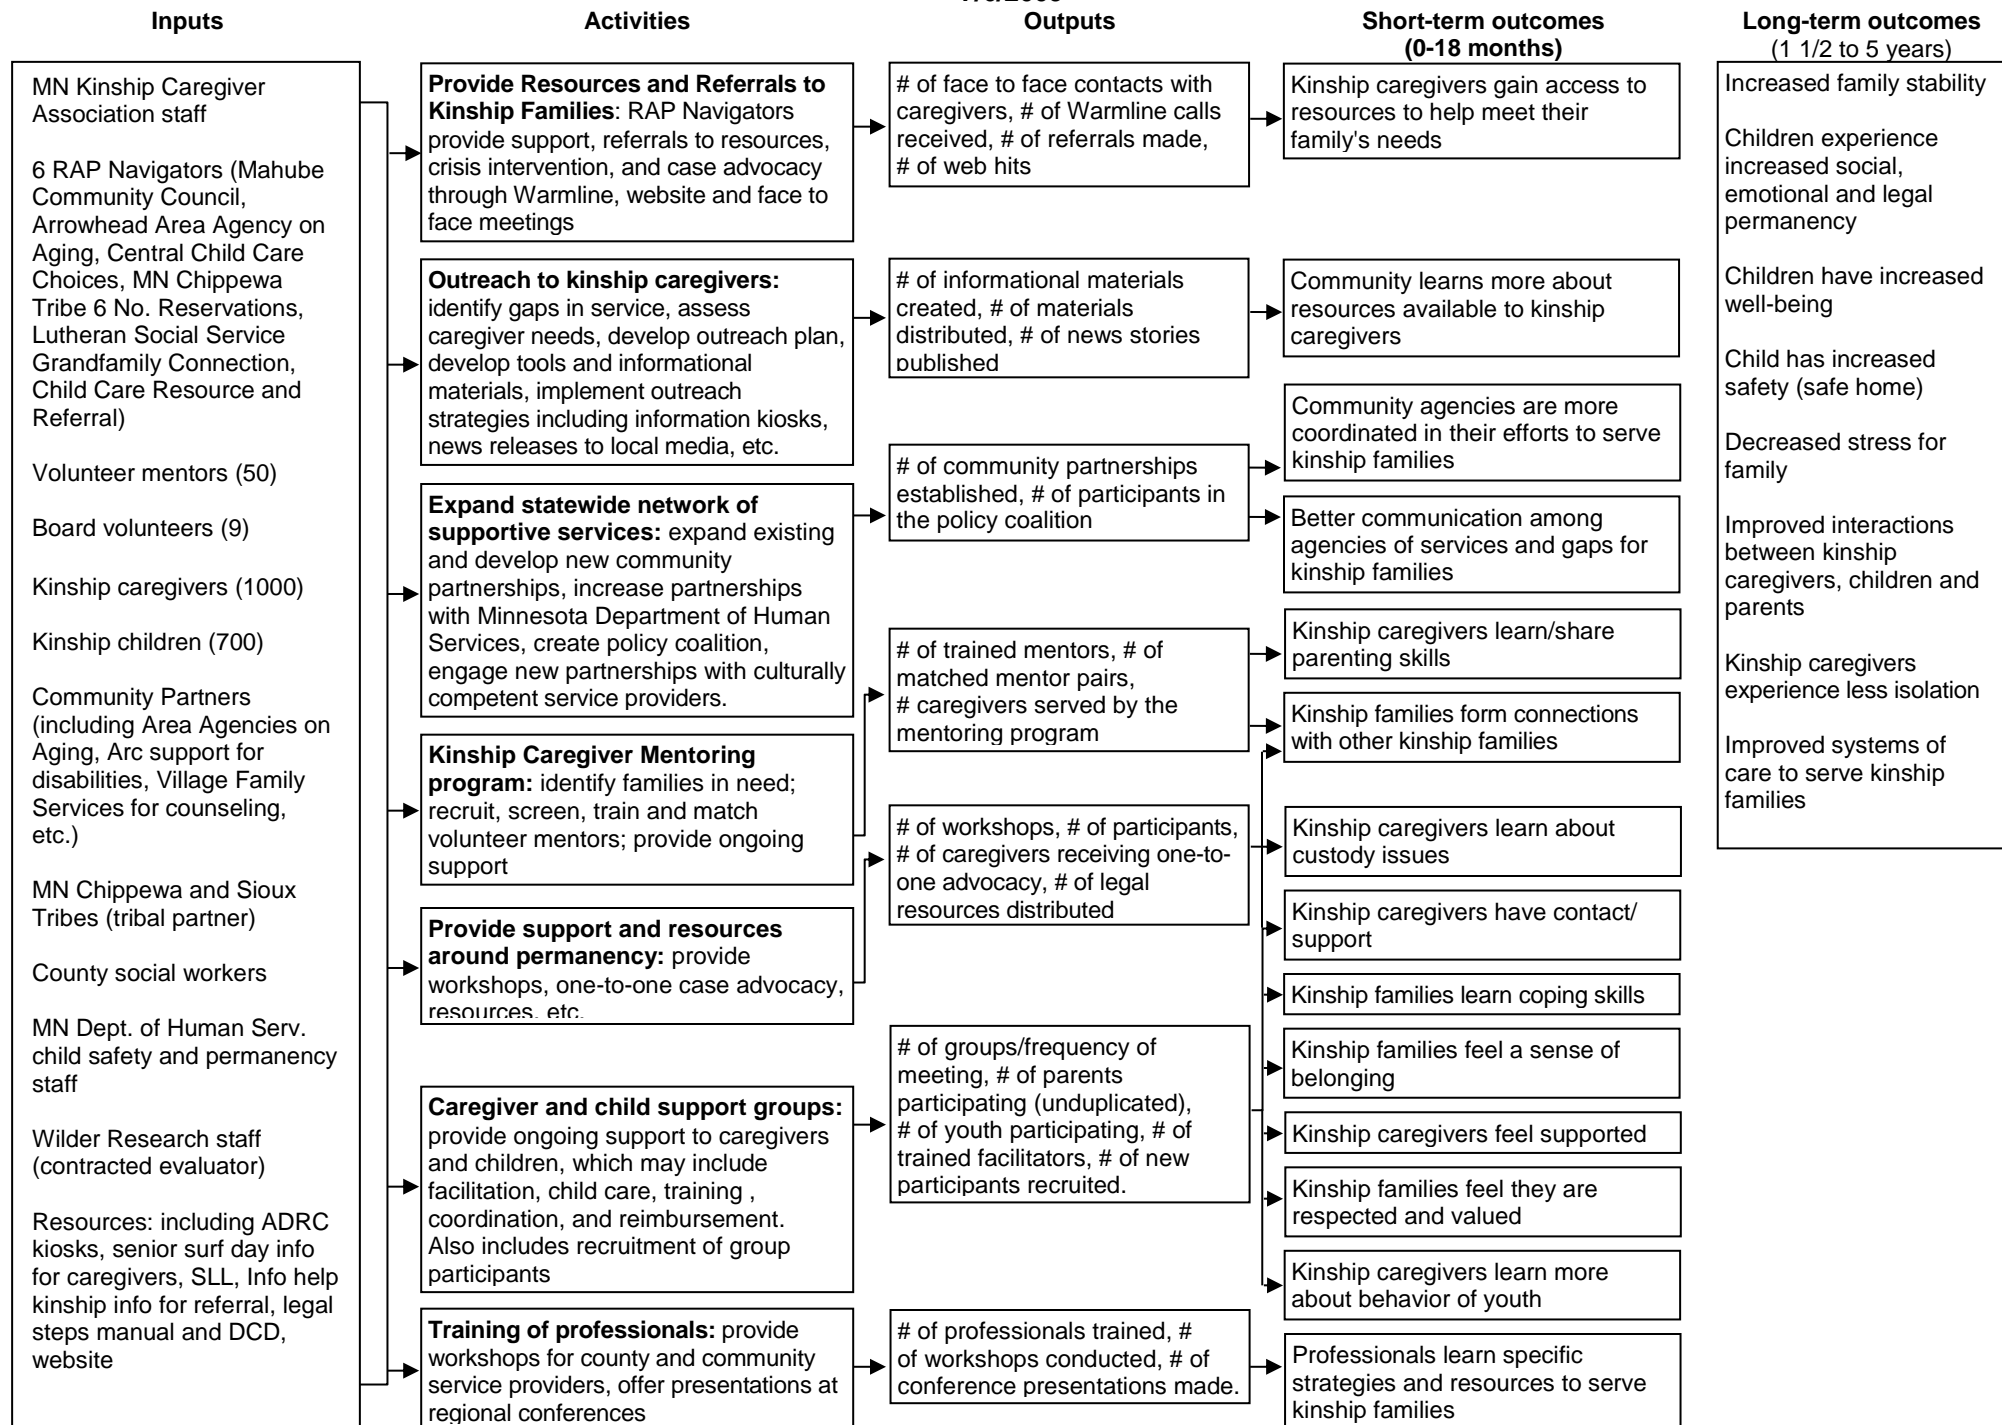 Inputs
MN Kinship Caregiver
Association staff
6 RAP Navigators (Mahube
Community Council,
Arrowhead Area Agency on
Aging, Central Child Care
Choices, MN Chippewa
Tribe 6 No. Reservations,
Lutheran Social Service
Grandfamily Connection,
Child Care Resource and
Referral)
Volunteer mentors (50)
Board volunteers (9)
Kinship caregivers (1000)
Kinship children (700)
Community Partners
(including Area Agencies on
Aging, Arc support for
disabilities, Village Family
Services for counseling,
etc.)
MN Chippewa and Sioux
Tribes (tribal partner)
County social workers
MN Dept. of Human Serv.
child safety and permanency
staff
Wilder Research staff
(contracted evaluator)
Resources: including ADRC
kiosks, senior surf day info
for caregivers, SLL, Info help
kinship info for referral, legal
steps manual and DCD,
website
Activities
Provide Resources and Referrals to
Kinship Families: RAP Navigators
provide support, referrals to resources,
crisis intervention, and case advocacy
through Warmline, website and face to
face meetings
Outreach to kinship caregivers:
identify gaps in service, assess
caregiver needs, develop outreach plan,
develop tools and informational
materials, implement outreach
strategies including information kiosks,
news releases to local media, etc.
Expand statewide network of
supportive services: expand existing
and develop new community
partnerships, increase partnerships
with Minnesota Department of Human
Services, create policy coalition,
engage new partnerships with culturally
competent service providers.
Kinship Caregiver Mentoring
program: identify families in need;
recruit, screen, train and match
volunteer mentors; provide ongoing
support
Provide support and resources
around permanency: provide
workshops, one-to-one case advocacy,
resources, etc.
Caregiver and child support groups:
provide ongoing support to caregivers
and children, which may include
facilitation, child care, training ,
coordination, and reimbursement.
Also includes recruitment of group
participants
Training of professionals: provide
workshops for county and community
service providers, offer presentations at
regional conferences
Outputs
# of face to face contacts with
caregivers, # of Warmline calls
received, # of referrals made,
# of web hits
# of informational materials
created, # of materials
distributed, # of news stories
published
# of community partnerships
established, # of participants in
the policy coalition
# of trained mentors, # of
matched mentor pairs,
# caregivers served by the
mentoring program
# of workshops, # of participants,
# of caregivers receiving one-to-
one advocacy, # of legal
resources distributed
# of groups/frequency of
meeting, # of parents
participating (unduplicated),
# of youth participating, # of
trained facilitators, # of new
participants recruited.
# of professionals trained, #
of workshops conducted, # of
conference presentations made.
Short-term outcomes
(0-18 months)
Kinship caregivers gain access to
resources to help meet their
family's needs
Community learns more about
resources available to kinship
caregivers
Community agencies are more
coordinated in their efforts to serve
kinship families
Better communication among
agencies of services and gaps for
kinship families
Kinship caregivers learn/share
parenting skills
Kinship families form connections
with other kinship families
Kinship caregivers learn about
custody issues
Kinship caregivers have contact/
support
Kinship families learn coping skills
Kinship families feel a sense of
belonging
Kinship caregivers feel supported
Kinship families feel they are
respected and valued
Kinship caregivers learn more
about behavior of youth
Professionals learn specific
strategies and resources to serve
kinship families
Long-term outcomes
(1 1/2 to 5 years)
Increased family stability
Children experience
increased social,
emotional and legal
permanency
Children have increased
well-being
Child has increased
safety (safe home)
Decreased stress for
family
Improved interactions
between kinship
caregivers, children and
parents
Kinship caregivers
experience less isolation
Improved systems of
care to serve kinship
families